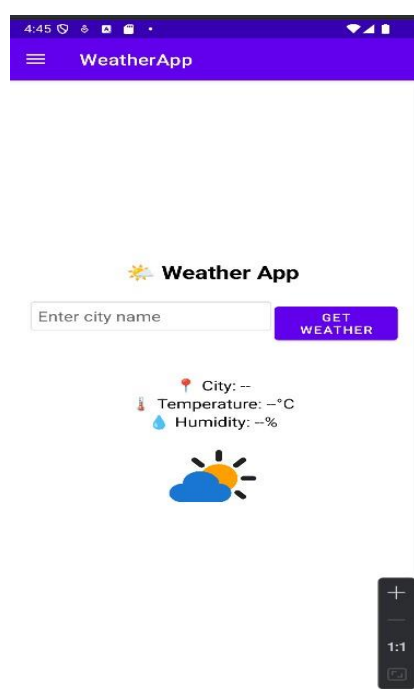 4:45
WeatherApp
🌤️ Weather App
Enter city name
GET
WEATHER
📍 City: --
🌡️ Temperature: --°C
💧 Humidity: --%
1:1